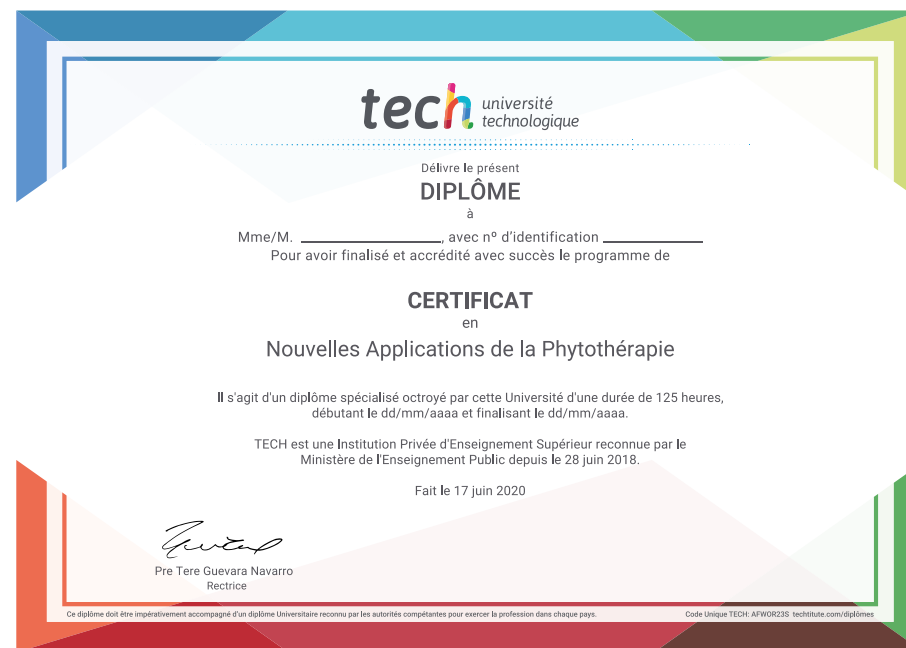 tech université
technologique
Délivre le présent
DIPLÔME
à
Mme/M. ____________________, avec nº d’identification ______________
Pour avoir finalisé et accrédité avec succès le programme de
CERTIFICAT
en
Nouvelles Applications de la Phytothérapie
Il s'agit d'un diplôme spécialisé octroyé par cette Université d'une durée de 125 heures,
débutant le dd/mm/aaaa et finalisant le dd/mm/aaaa.
TECH est une Institution Privée d'Enseignement Supérieur reconnue par le
Ministère de l'Enseignement Public depuis le 28 juin 2018.
Fait le 17 juin 2020
Pre Tere Guevara Navarro
Rectrice
Ce diplôme doit être impérativement accompagné d'un diplôme Universitaire reconnu par les autorités compétantes pour exercer la profession dans chaque pays.
Code Unique TECH: AFWOR23S techtitute.com/diplômes